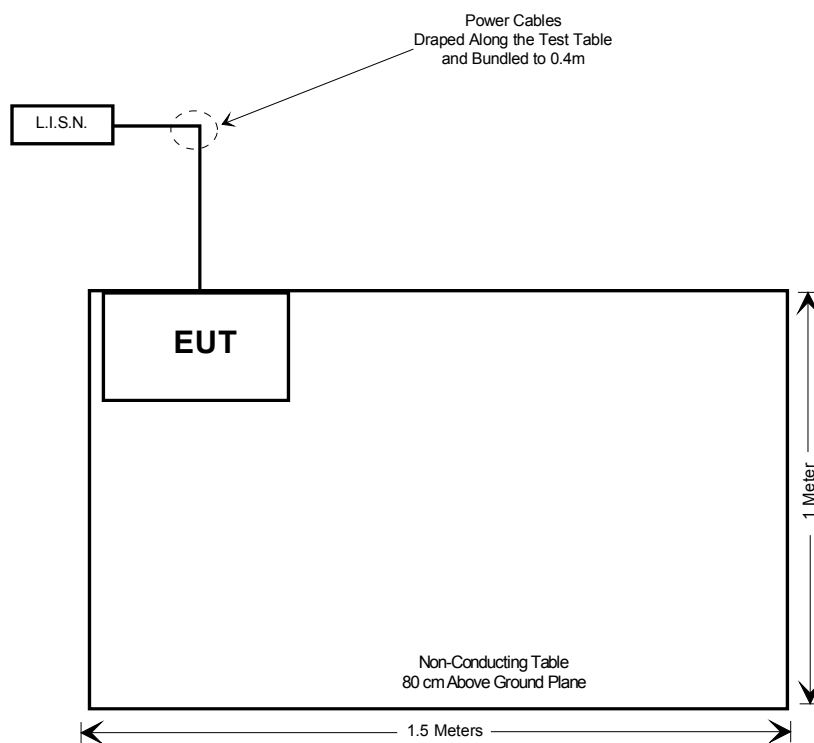 Power Cables
Draped Along the Test Table
and Bundled to 0.4m
L.I.S.N.
EUT
1 Meter
Non-Conducting Table
80 cm Above Ground Plane
1.5 Meters